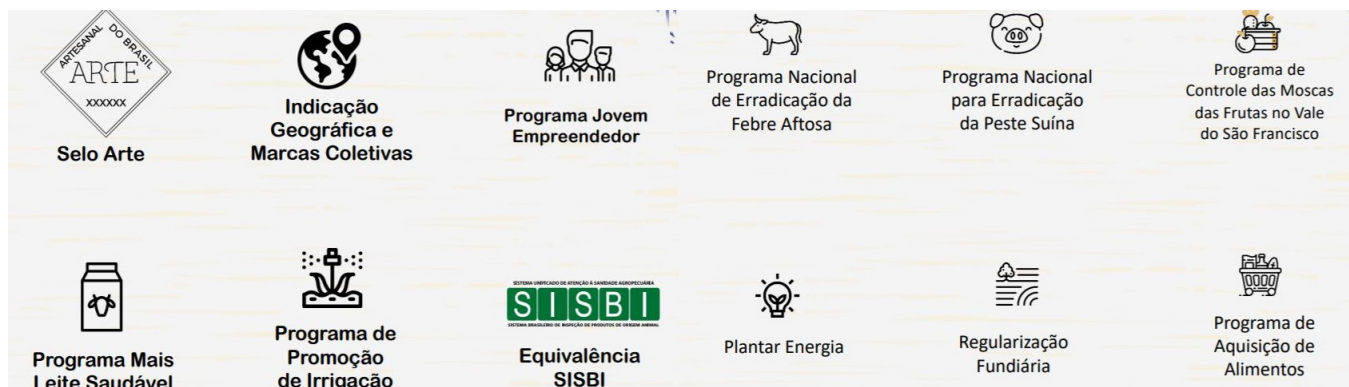 ARTESANAL DO BRASIL
ARTE
XXXXXX
Selo Arte
Indicação
Geográfica e
Marcas Coletivas
Programa Jovem
Empreendedor
Programa Nacional
de Erradicação da
Febre Aftosa
Programa Nacional
para Erradicação
da Peste Suína
Programa de
Controle das Moscas
das Frutas no Vale
do São Francisco
Programa Mais
Leite Saudável
Programa de
Promoção
de Irrigação
SISTEMA UNIFICADO DE ATENÇÃO À SANIDADE AGROPECUÁRIA
SISBI
SISTEMA BRASILEIRO DE INSPEÇÃO DE PRODUTOS DE ORIGEM ANIMAL
Equivalência
SISBI
Plantar Energia
Regularização
Fundiária
Programa de
Aquisição de
Alimentos